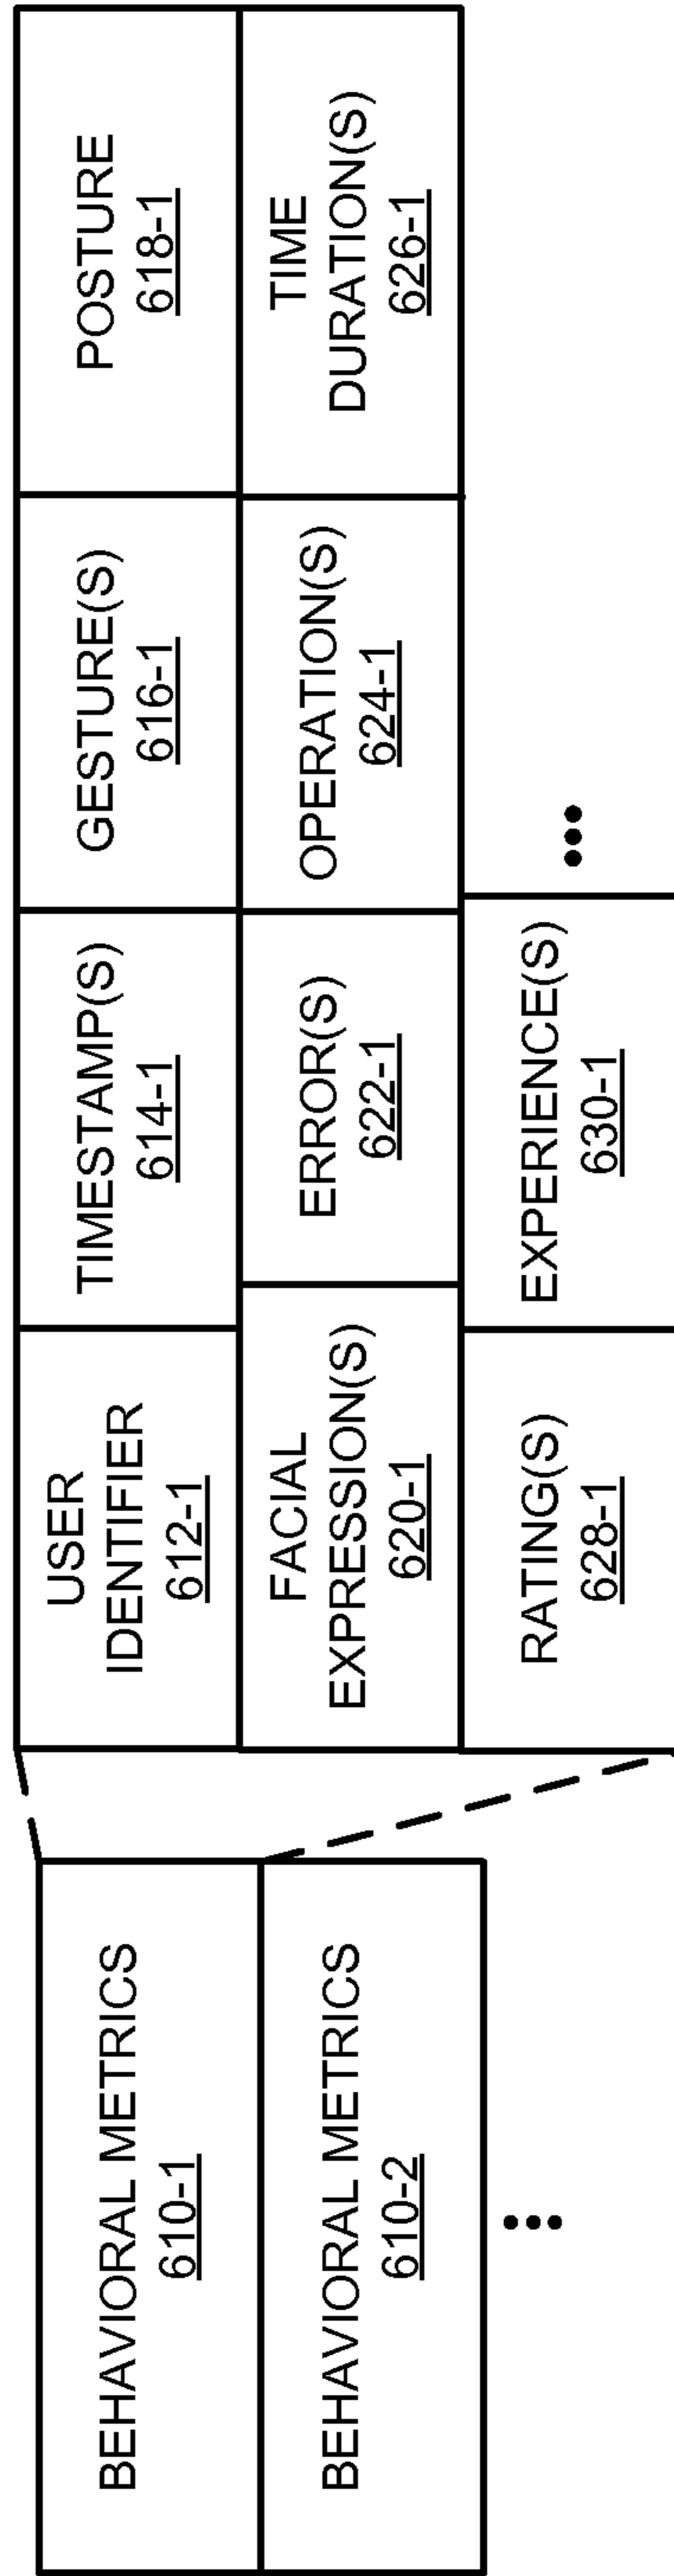 BEHAVIORAL METRICS
610-1
BEHAVIORAL METRICS
610-2
USER
IDENTIFIER
612-1
TIMESTAMP(S)
614-1
GESTURE(S)
616-1
POSTURE
618-1
FACIAL
EXPRESSION(S)
620-1
ERROR(S)
622-1
OPERATION(S)
624-1
TIME
DURATION(S)
626-1
RATING(S)
628-1
EXPERIENCE(S)
630-1